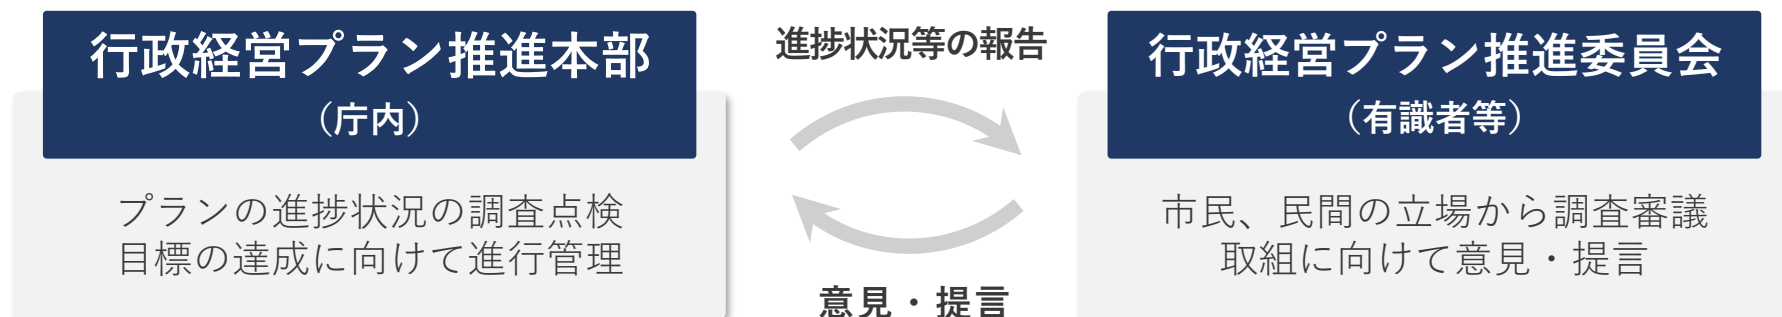 行政経営プラン推進本部
（庁内）
プランの進捗状況の調査点検
目標の達成に向けて進行管理
進捗状況等の報告
意見・提言
行政経営プラン推進委員会
（有識者等）
市民、民間の立場から調査審議
取組に向けて意見・提言